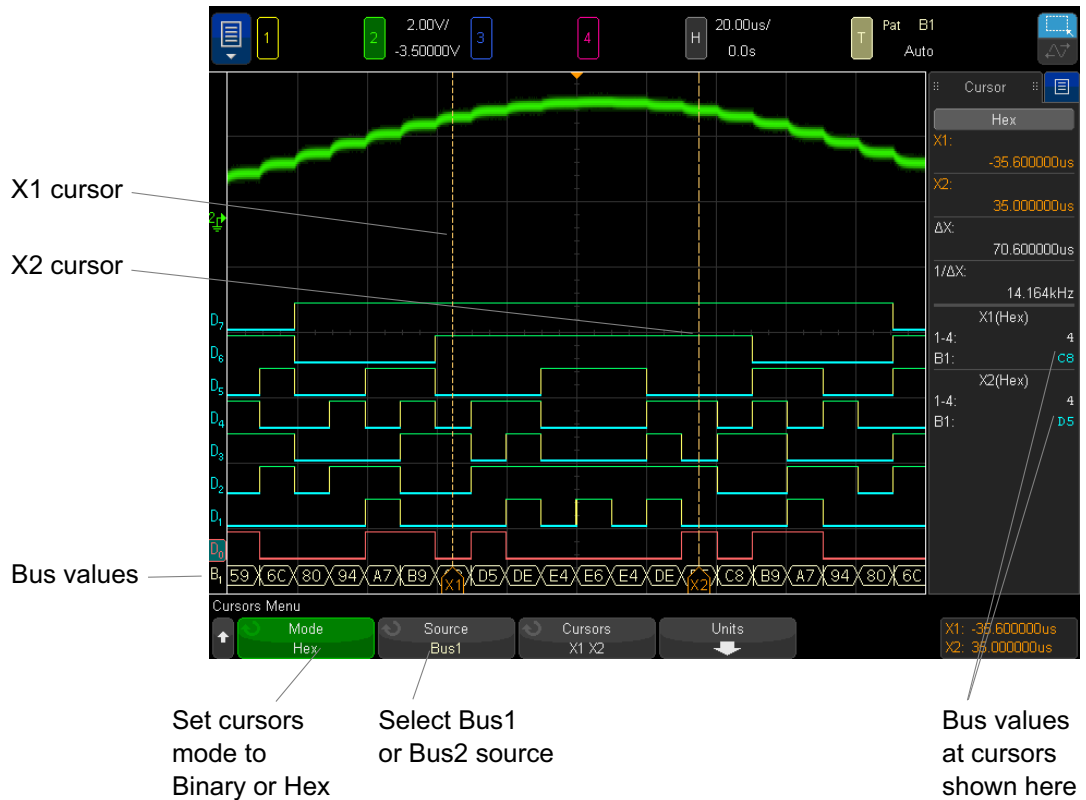 1
2
2.00V/
-3.50000V
3
4
H
20.00us/
0.0s
T
Pat B1
Auto
Cursor
Hex
X1:
-35.600000us
X2:
35.000000us
ΔX:
70.600000us
1/ΔX:
14.164kHz
X1(Hex)
1-4: 4
B1: C8
X2(Hex)
1-4: 4
B1: D5
X1 cursor
X2 cursor
2
D7
D6
D5
D4
D3
D2
D1
D0
Bus values
B1 59 6C 80 94 A7 B9 X1 D5 DE E4 E6 E4 DE X2 C8 B9 A7 94 80 6C
Cursors Menu
Mode
Hex
Source
Bus1
Cursors
X1 X2
Units
X1: -35.600000us
X2: 35.000000us
Set cursors
mode to
Binary or Hex
Select Bus1
or Bus2 source
Bus values
at cursors
shown here